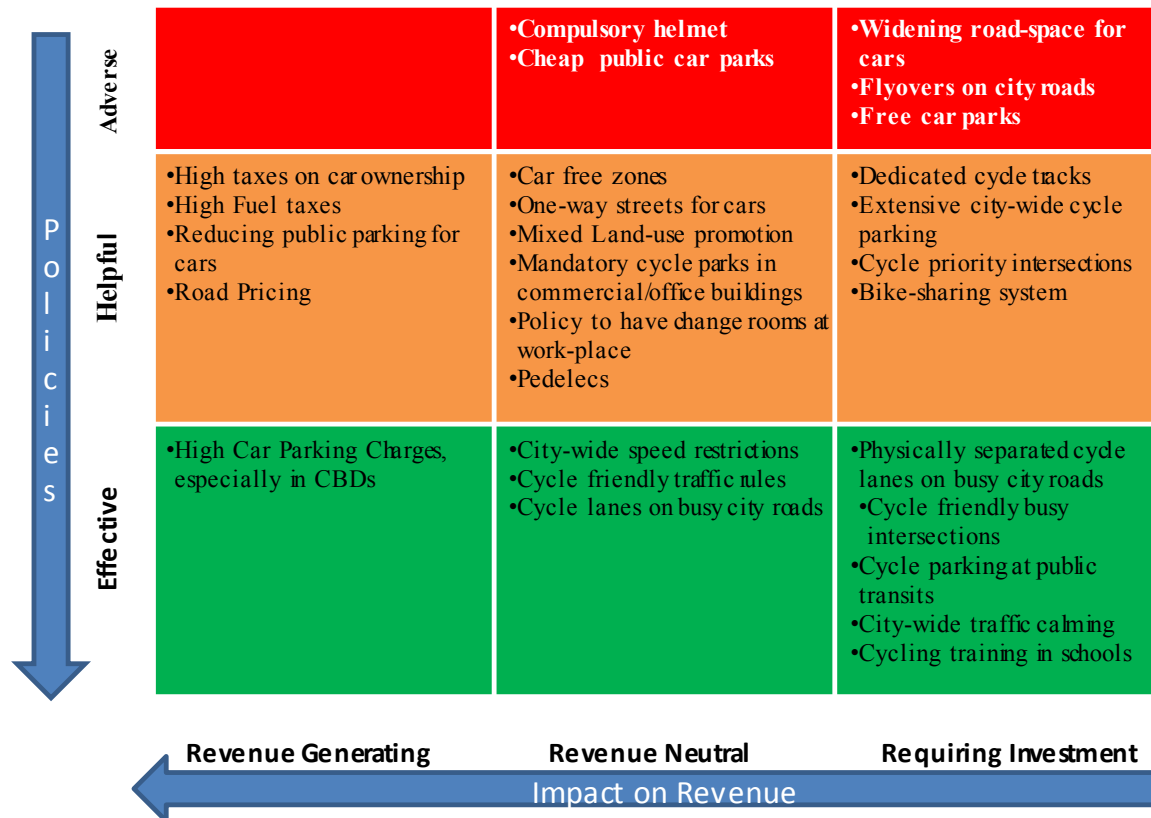 Policies
Adverse
•Compulsory helmet
•Cheap public car parks
•Widening road-space for
cars
•Flyovers on city roads
•Free car parks
Helpful
•High taxes on car ownership
•High Fuel taxes
•Reducing public parking for
cars
•Road Pricing
•Car free zones
•One-way streets for cars
•Mixed Land-use promotion
•Mandatory cycle parks in
commercial/office buildings
•Policy to have change rooms at
work-place
•Pedelecs
•Dedicated cycle tracks
•Extensive city-wide cycle
parking
•Cycle priority intersections
•Bike-sharing system
Effective
•High Car Parking Charges,
especially in CBDs
•City-wide speed restrictions
•Cycle friendly traffic rules
•Cycle lanes on busy city roads
•Physically separated cycle
lanes on busy city roads
•Cycle friendly busy
intersections
•Cycle parking at public
transits
•City-wide traffic calming
•Cycling training in schools
Revenue Generating
Revenue Neutral
Requiring Investment
Impact on Revenue